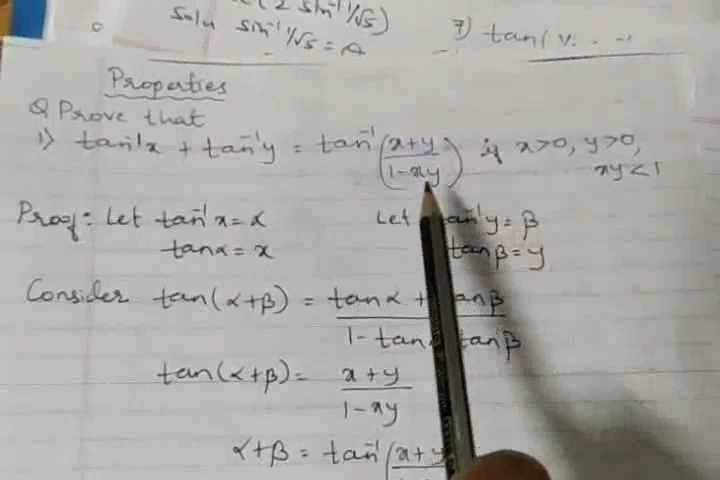 Soln sin⁻¹ 1/√5 = A
7) tan(
Properties
Q Prove that
1) tan⁻¹x + tan⁻¹y = tan⁻¹ (x+y / 1-xy) if x>0, y>0, xy<1
Proof: Let tan⁻¹x = α Let tan⁻¹y = β
tanα = x tanβ = y
Consider tan(α+β) = tanα + tanβ / 1 - tanα tanβ
tan(α+β) = x+y / 1-xy
α+β = tan⁻¹ (x+y